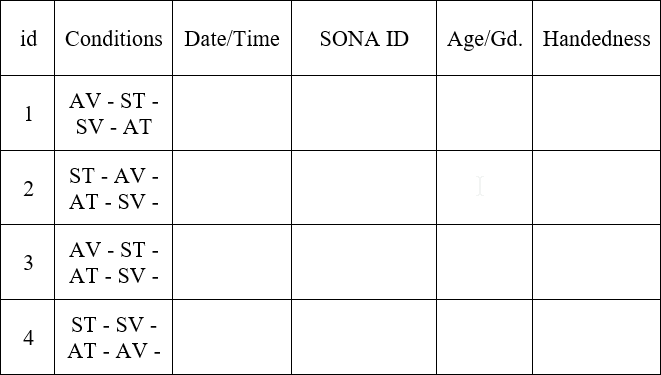 id Conditions Date/Time SONA ID Age/Gd. Handedness
1 AV - ST -
SV - AT
2 ST - AV -
AT - SV -
3 AV - ST -
AT - SV -
4 ST - SV -
AT - AV -